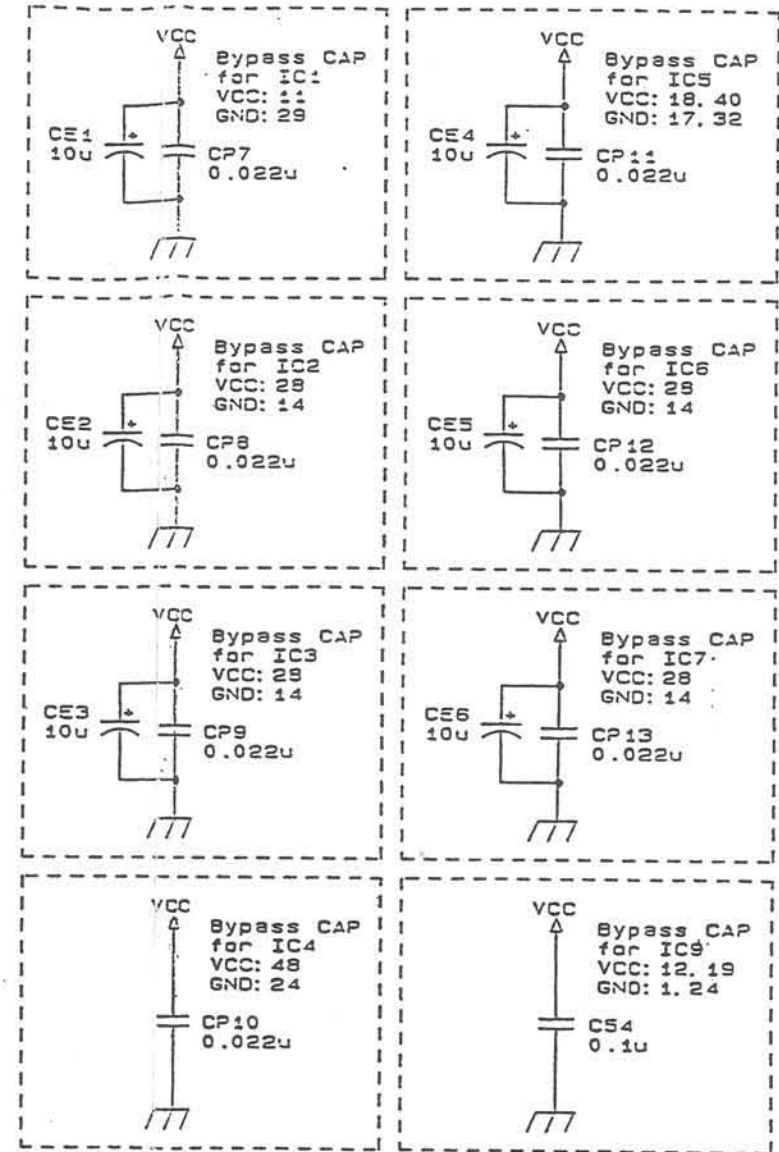 VCC
Bypass CAP
for IC1
VCC: 11
GND: 29
CE1
10u
CP7
0.022u
VCC
Bypass CAP
for IC5
VCC: 18, 40
GND: 17, 32
CE4
10u
CP11
0.022u
VCC
Bypass CAP
for IC2
VCC: 28
GND: 14
CE2
10u
CP8
0.022u
VCC
Bypass CAP
for IC6
VCC: 28
GND: 14
CE5
10u
CP12
0.022u
VCC
Bypass CAP
for IC3
VCC: 28
GND: 14
CE3
10u
CP9
0.022u
VCC
Bypass CAP
for IC7
VCC: 28
GND: 14
CE6
10u
CP13
0.022u
VCC
Bypass CAP
for IC4
VCC: 48
GND: 24
CP10
0.022u
VCC
Bypass CAP
for IC9
VCC: 12, 19
GND: 1, 24
C54
0.1u